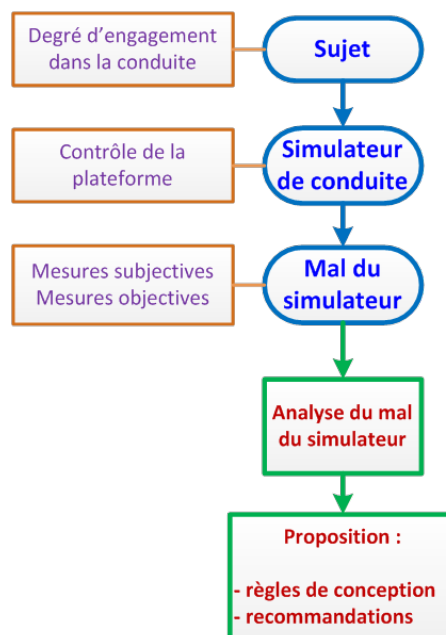 Degré d'engagement
dans la conduite
Sujet
Contrôle de la
plateforme
Simulateur
de conduite
Mesures subjectives
Mesures objectives
Mal du
simulateur
Analyse du mal
du simulateur
Proposition :
- règles de conception
- recommandations